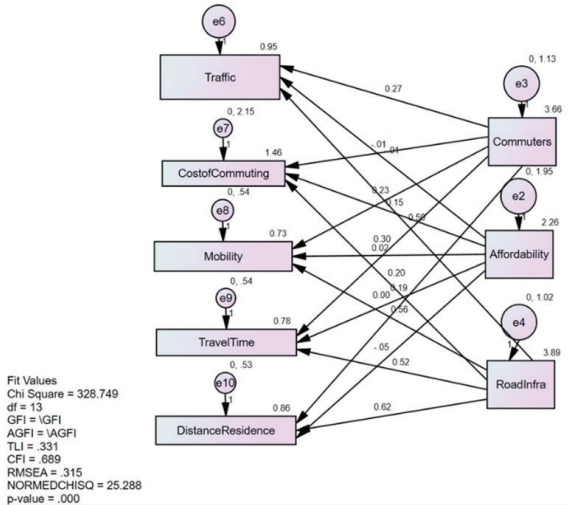 e6
1
0.95
Traffic
0.27
0, 1.13
e3
1
3.66
Commuters
0, 2.15
e7
1
1.46
CostofCommuting
-.01
.01
0, 1.95
e2
1
2.26
Affordability
0, .54
e8
1
0.73
Mobility
0.23
0.15
0.30
0.02
0.20
0.19
0.00
0.56
0, .54
e9
1
0.78
TravelTime
0, 1.02
e4
1
3.89
RoadInfra
-.05
0.52
0, .53
e10
1
0.86
DistanceResidence
0.62
Fit Values
Chi Square = 328.749
df = 13
GFI = \GFI
AGFI = \AGFI
TLI = .331
CFI = .689
RMSEA = .315
NORMEDCHISQ = 25.288
p-value = .000